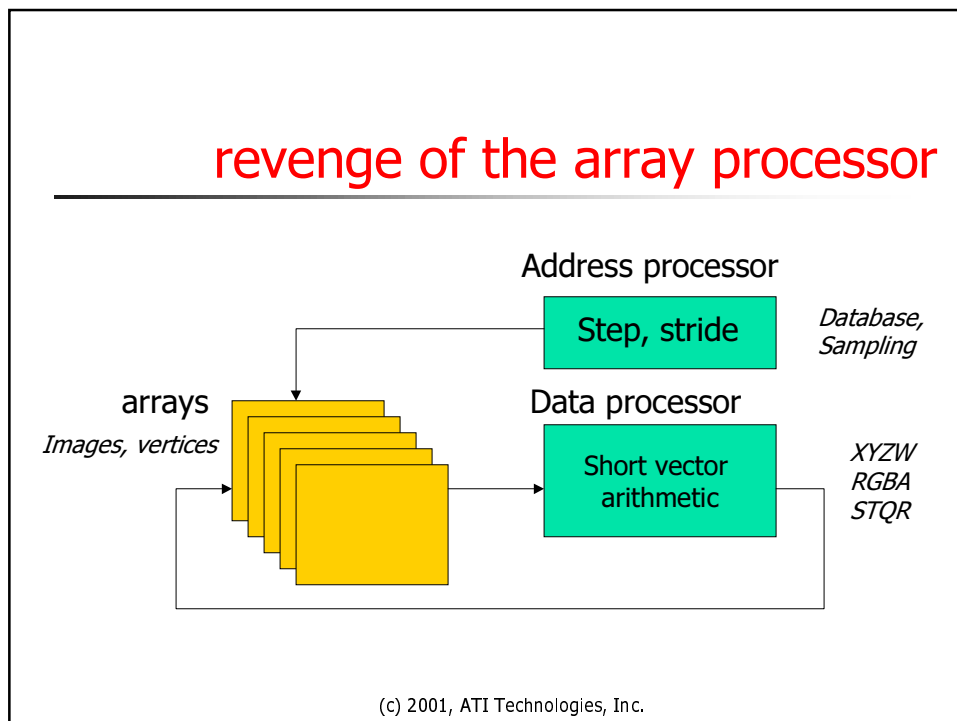 revenge of the array processor
Address processor
Step, stride
Database,
Sampling
arrays
Images, vertices
Data processor
Short vector
arithmetic
XYZW
RGBA
STQR
(c) 2001, ATI Technologies, Inc.